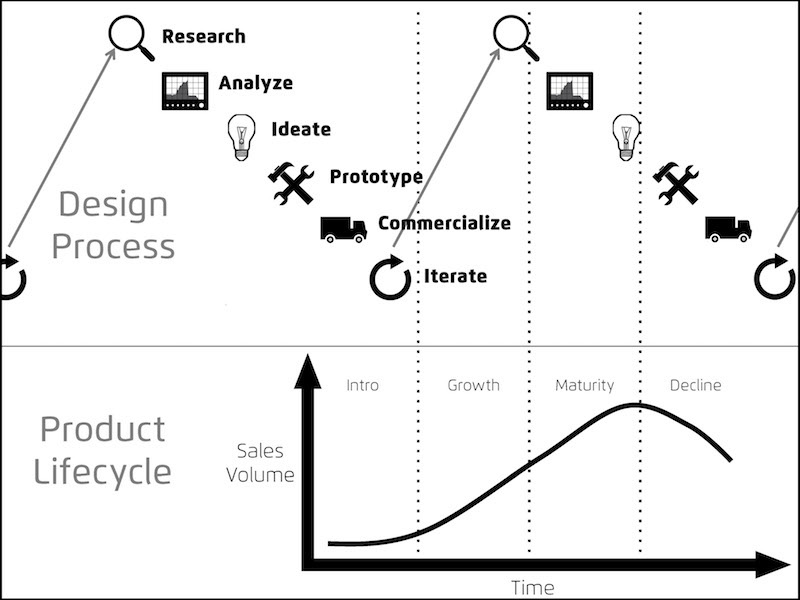 Research
Analyze
Ideate
Prototype
Commercialize
Iterate
Design
Process
Product
Lifecycle
Intro
Growth
Maturity
Decline
Sales
Volume
Time